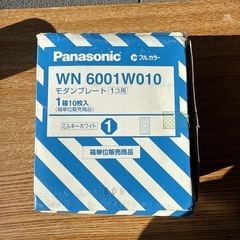 Panasonic フルカラー
WN 6001W010
モダンプレート 1コ用
1箱10枚入
(箱単位販売商品)
ミルキーホワイト 1
箱単位販売商品